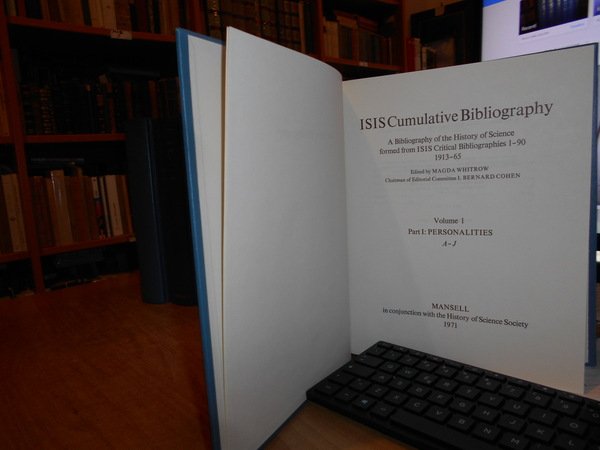 ISIS Cumulative Bibliography
A Bibliography of the History of Science
formed from ISIS Critical Bibliographies 1-90
1913-65
Edited by MAGDA WHITROW
Chairman of Editorial Committee I. BERNARD COHEN
Volume 1
Part I: PERSONALITIES
A-J
MANSELL
in conjunction with the History of Science Society
1971